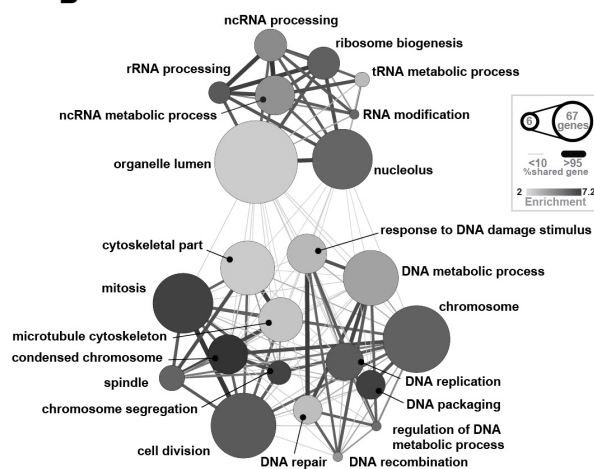 ncRNA processing
ribosome biogenesis
rRNA processing
tRNA metabolic process
ncRNA metabolic process
RNA modification
organelle lumen
nucleolus
6
67
genes
<10
>95
%shared gene
2
7.2
Enrichment
response to DNA damage stimulus
cytoskeletal part
DNA metabolic process
mitosis
chromosome
microtubule cytoskeleton
condensed chromosome
spindle
DNA replication
chromosome segregation
DNA packaging
regulation of DNA
metabolic process
cell division
DNA repair
DNA recombination